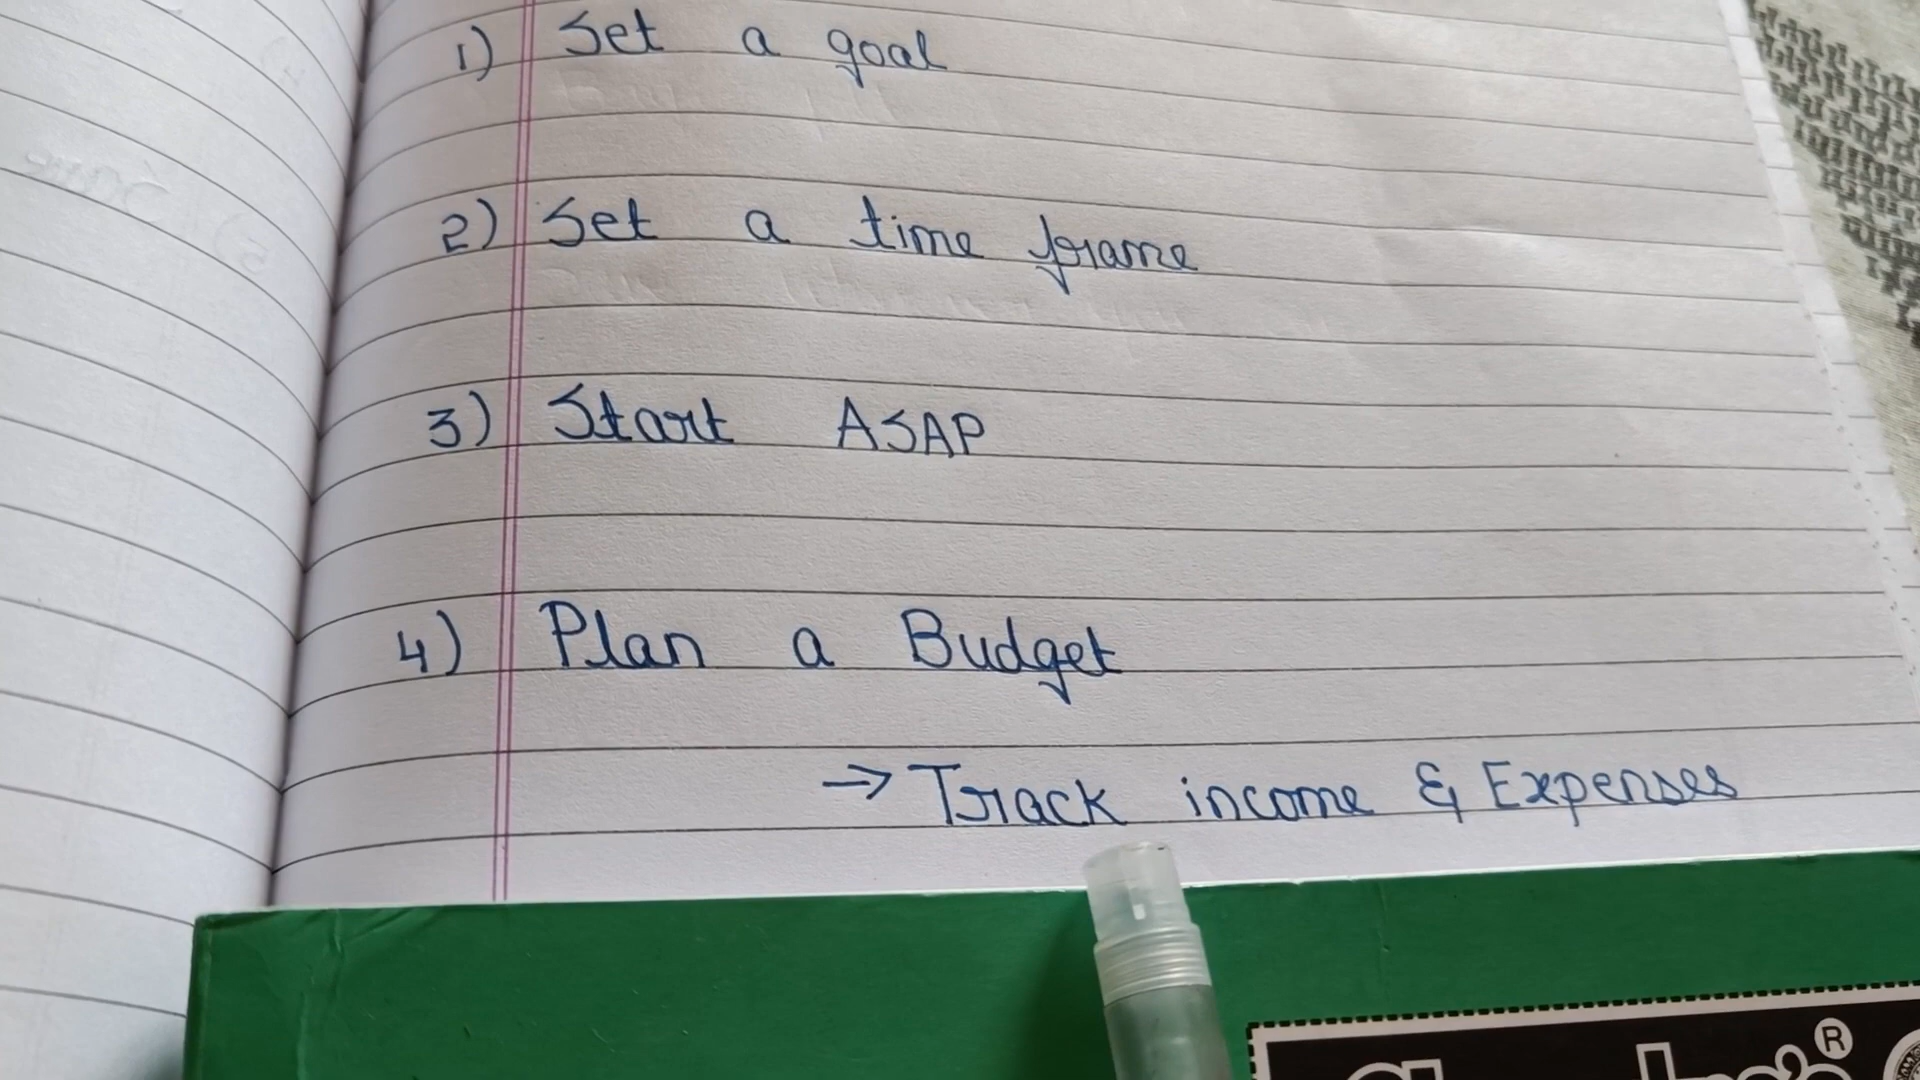 1) Set a goal
2) Set a time frame
3) Start ASAP
4) Plan a Budget
→ Track income & Expenses
®